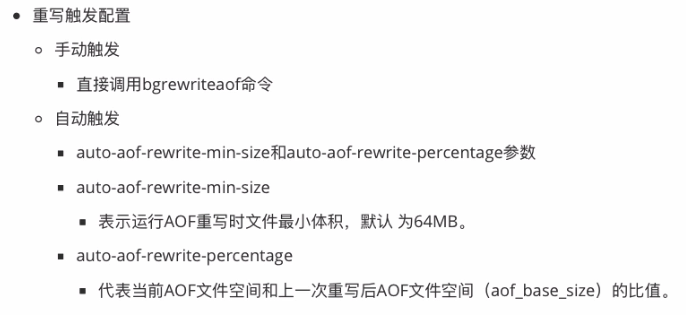 重写触发配置
手动触发
直接调用bgrewriteaof命令
自动触发
auto-aof-rewrite-min-size和auto-aof-rewrite-percentage参数
auto-aof-rewrite-min-size
表示运行AOF重写时文件最小体积，默认 为64MB。
auto-aof-rewrite-percentage
代表当前AOF文件空间和上一次重写后AOF文件空间（aof_base_size）的比值。